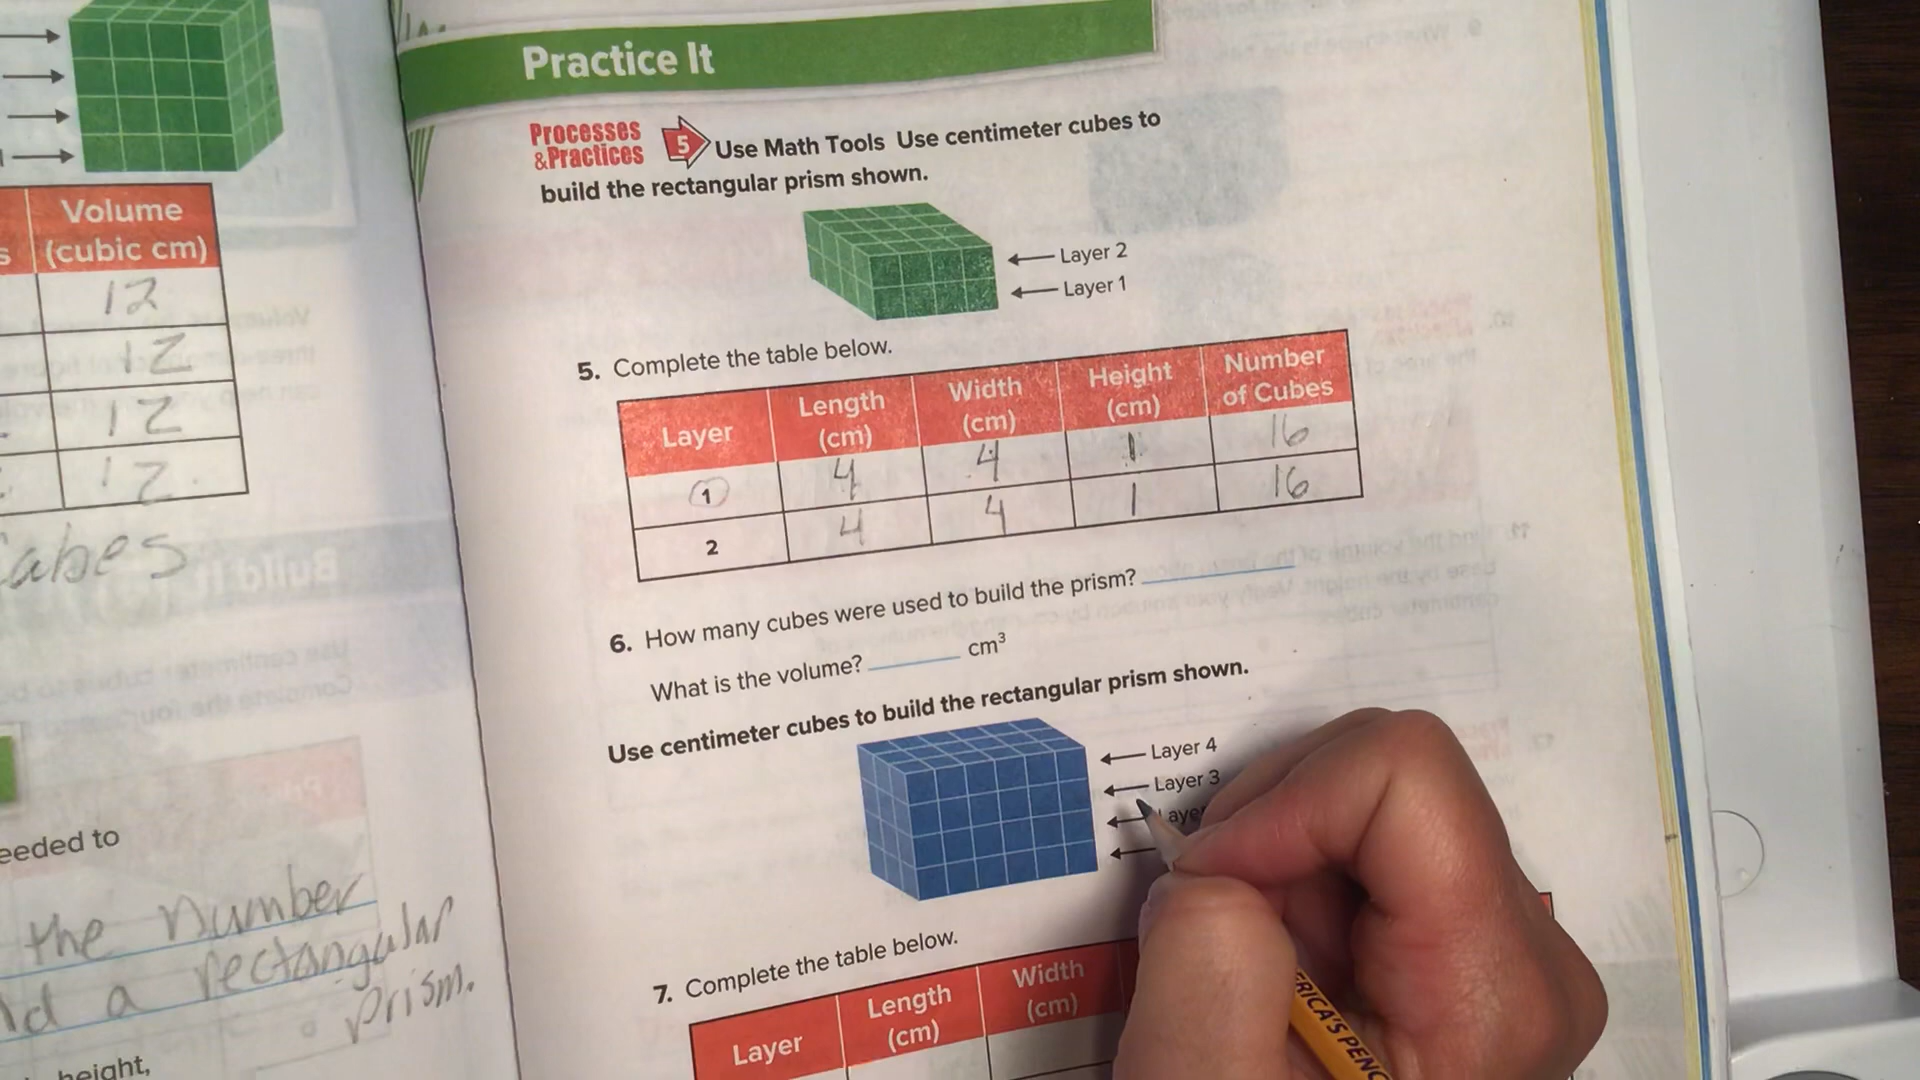 Volume
(cubic cm)
12
12
12
12
cubes
eeded to
the number
a rectangular
prism.
height,
Practice It
Processes
&Practices
5
Use Math Tools Use centimeter cubes to
build the rectangular prism shown.
Layer 2
Layer 1
5. Complete the table below.
Layer Length (cm) Width (cm) Height (cm) Number of Cubes
1 4 4 1 16
2 4 4 1 16
6. How many cubes were used to build the prism?
What is the volume? cm³
Use centimeter cubes to build the rectangular prism shown.
Layer 4
Layer 3
Laye
7. Complete the table below.
Layer Length (cm) Width (cm)
ERICA'S PENC